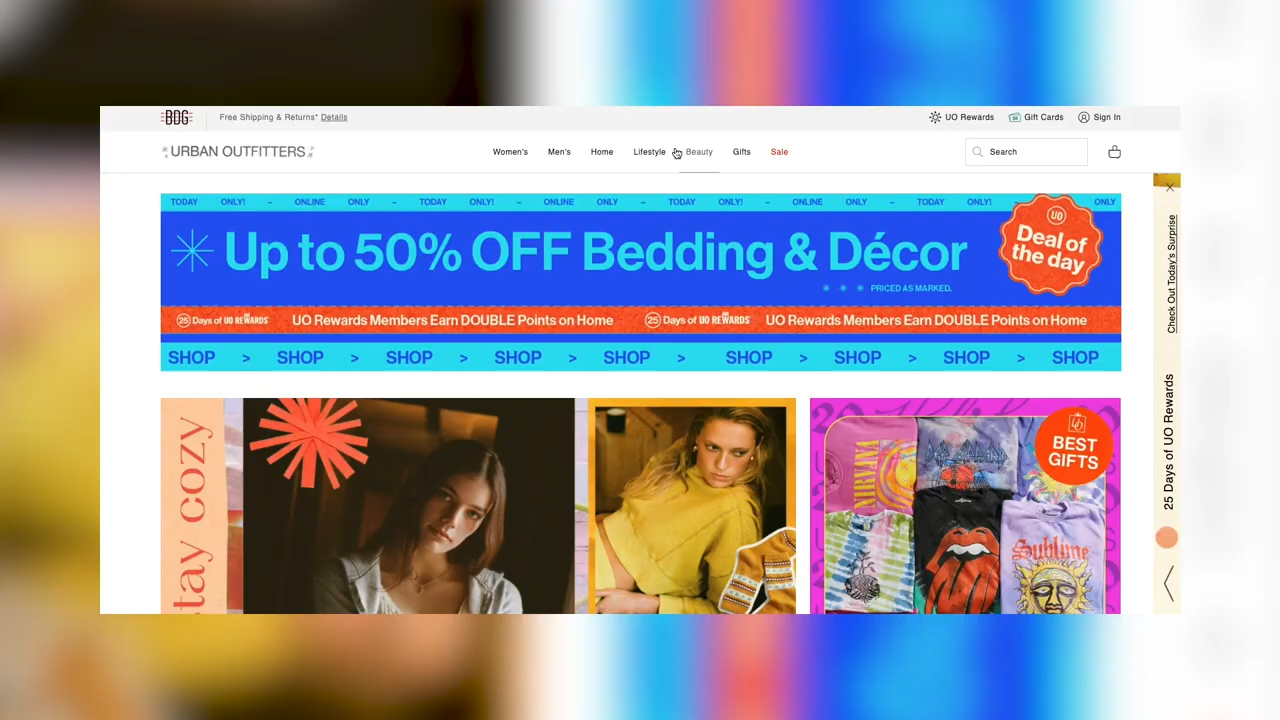 BDG Free Shipping & Returns* Details UO Rewards Gift Cards Sign In
URBAN OUTFITTERS Women's Men's Home Lifestyle Beauty Gifts Sale Search
TODAY ONLY! – ONLINE ONLY – TODAY ONLY! – ONLINE ONLY – TODAY ONLY! – ONLINE ONLY – TODAY ONLY! – ONLY
Up to 50% OFF Bedding & Décor
UO
Deal of
the day
PRICED AS MARKED.
25 Days of UO REWARDS UO Rewards Members Earn DOUBLE Points on Home 25 Days of UO REWARDS UO Rewards Members Earn DOUBLE Points on Home
SHOP > SHOP > SHOP > SHOP > SHOP > SHOP > SHOP > SHOP > SHOP
stay cozy
UO
BEST
GIFTS
NIRVANA
DEF LEPPARD
Sublime
Check Out Today's Surprise
25 Days of UO Rewards